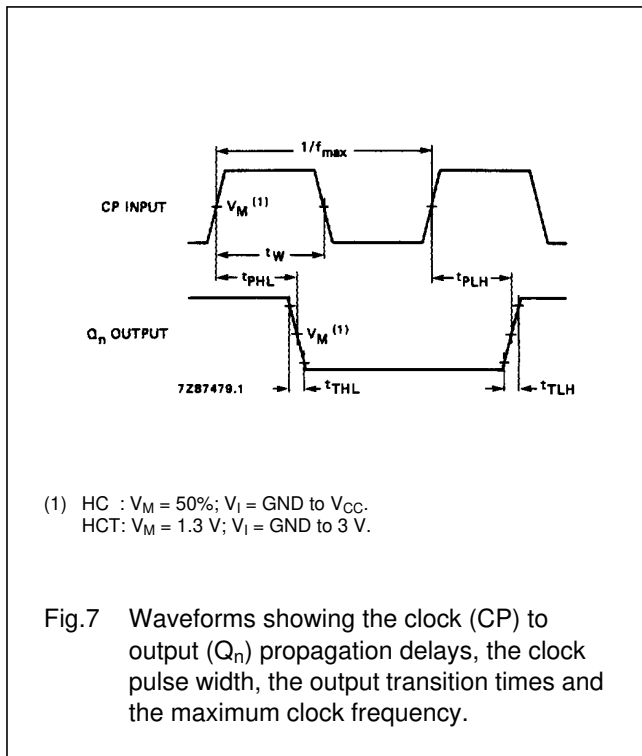 1/fmax
CP INPUT
VM(1)
tW
tPHL
tPLH
Qn OUTPUT
VM(1)
7Z87479.1
tTHL
tTLH
(1) HC : VM = 50%; VI = GND to VCC.
HCT: VM = 1.3 V; VI = GND to 3 V.
Fig.7 Waveforms showing the clock (CP) to
output (Qn) propagation delays, the clock
pulse width, the output transition times and
the maximum clock frequency.